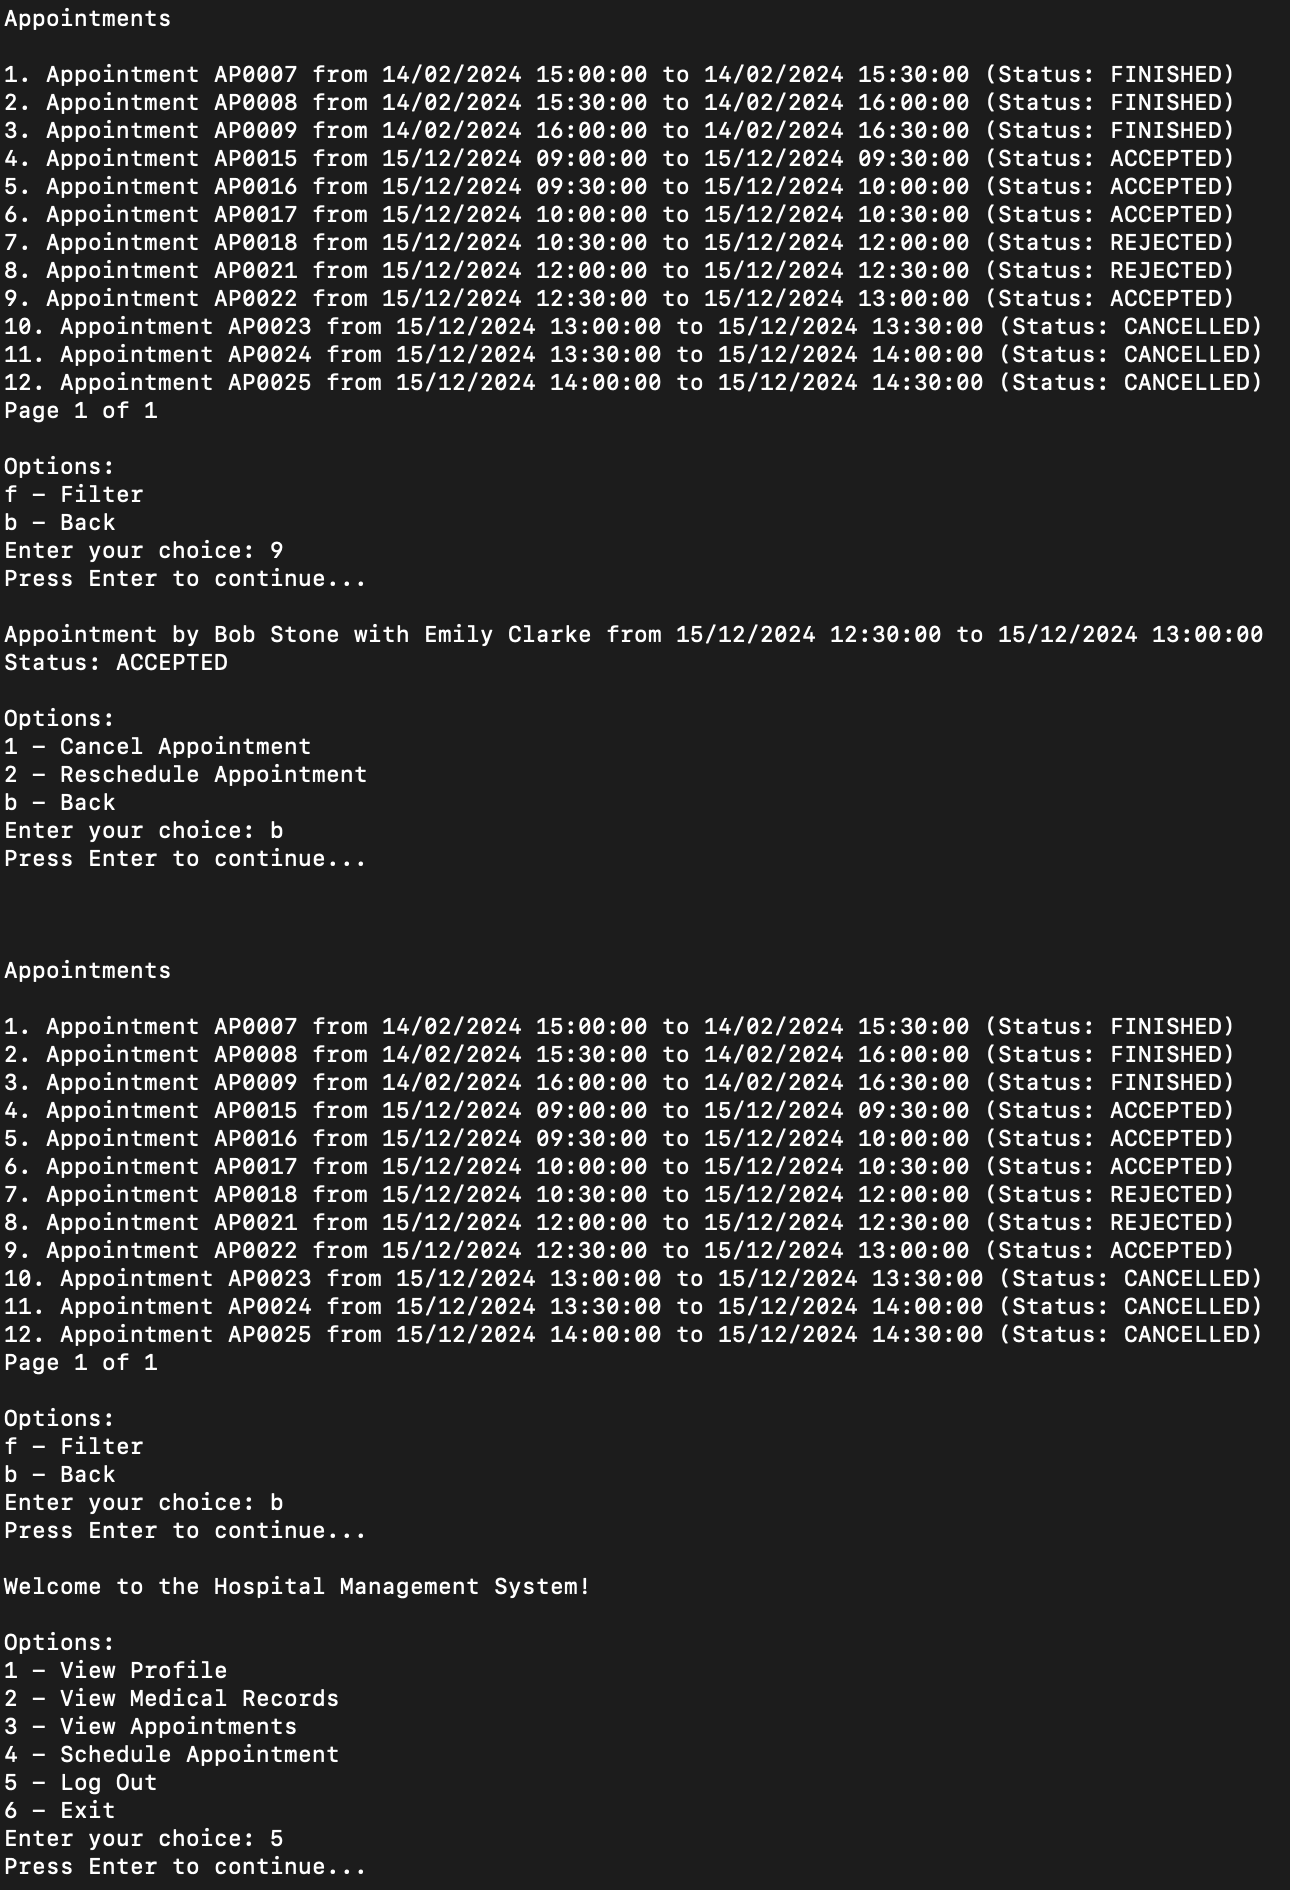 Appointments
1. Appointment AP0007 from 14/02/2024 15:00:00 to 14/02/2024 15:30:00 (Status: FINISHED)
2. Appointment AP0008 from 14/02/2024 15:30:00 to 14/02/2024 16:00:00 (Status: FINISHED)
3. Appointment AP0009 from 14/02/2024 16:00:00 to 14/02/2024 16:30:00 (Status: FINISHED)
4. Appointment AP0015 from 15/12/2024 09:00:00 to 15/12/2024 09:30:00 (Status: ACCEPTED)
5. Appointment AP0016 from 15/12/2024 09:30:00 to 15/12/2024 10:00:00 (Status: ACCEPTED)
6. Appointment AP0017 from 15/12/2024 10:00:00 to 15/12/2024 10:30:00 (Status: ACCEPTED)
7. Appointment AP0018 from 15/12/2024 10:30:00 to 15/12/2024 12:00:00 (Status: REJECTED)
8. Appointment AP0021 from 15/12/2024 12:00:00 to 15/12/2024 12:30:00 (Status: REJECTED)
9. Appointment AP0022 from 15/12/2024 12:30:00 to 15/12/2024 13:00:00 (Status: ACCEPTED)
10. Appointment AP0023 from 15/12/2024 13:00:00 to 15/12/2024 13:30:00 (Status: CANCELLED)
11. Appointment AP0024 from 15/12/2024 13:30:00 to 15/12/2024 14:00:00 (Status: CANCELLED)
12. Appointment AP0025 from 15/12/2024 14:00:00 to 15/12/2024 14:30:00 (Status: CANCELLED)
Page 1 of 1
Options:
f – Filter
b – Back
Enter your choice: 9
Press Enter to continue...
Appointment by Bob Stone with Emily Clarke from 15/12/2024 12:30:00 to 15/12/2024 13:00:00
Status: ACCEPTED
Options:
1 – Cancel Appointment
2 – Reschedule Appointment
b – Back
Enter your choice: b
Press Enter to continue...
Appointments
1. Appointment AP0007 from 14/02/2024 15:00:00 to 14/02/2024 15:30:00 (Status: FINISHED)
2. Appointment AP0008 from 14/02/2024 15:30:00 to 14/02/2024 16:00:00 (Status: FINISHED)
3. Appointment AP0009 from 14/02/2024 16:00:00 to 14/02/2024 16:30:00 (Status: FINISHED)
4. Appointment AP0015 from 15/12/2024 09:00:00 to 15/12/2024 09:30:00 (Status: ACCEPTED)
5. Appointment AP0016 from 15/12/2024 09:30:00 to 15/12/2024 10:00:00 (Status: ACCEPTED)
6. Appointment AP0017 from 15/12/2024 10:00:00 to 15/12/2024 10:30:00 (Status: ACCEPTED)
7. Appointment AP0018 from 15/12/2024 10:30:00 to 15/12/2024 12:00:00 (Status: REJECTED)
8. Appointment AP0021 from 15/12/2024 12:00:00 to 15/12/2024 12:30:00 (Status: REJECTED)
9. Appointment AP0022 from 15/12/2024 12:30:00 to 15/12/2024 13:00:00 (Status: ACCEPTED)
10. Appointment AP0023 from 15/12/2024 13:00:00 to 15/12/2024 13:30:00 (Status: CANCELLED)
11. Appointment AP0024 from 15/12/2024 13:30:00 to 15/12/2024 14:00:00 (Status: CANCELLED)
12. Appointment AP0025 from 15/12/2024 14:00:00 to 15/12/2024 14:30:00 (Status: CANCELLED)
Page 1 of 1
Options:
f – Filter
b – Back
Enter your choice: b
Press Enter to continue...
Welcome to the Hospital Management System!
Options:
1 – View Profile
2 – View Medical Records
3 – View Appointments
4 – Schedule Appointment
5 – Log Out
6 – Exit
Enter your choice: 5
Press Enter to continue...